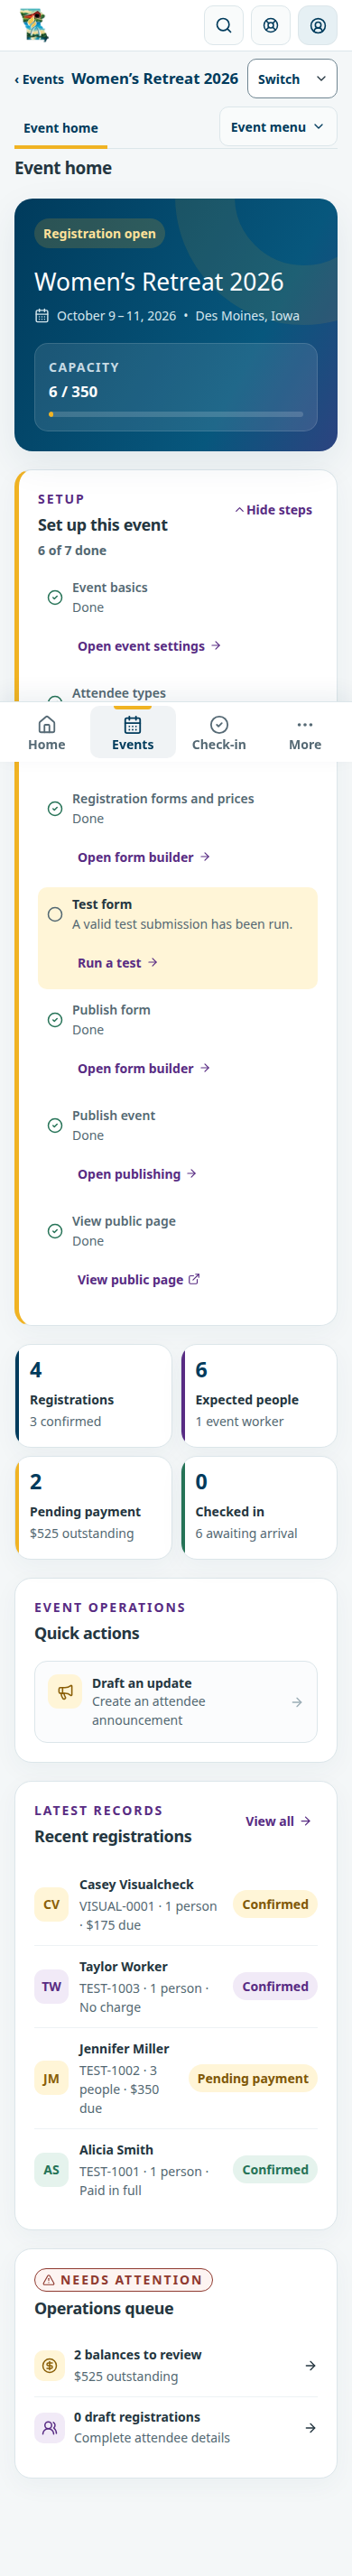 ‹ Events Women’s Retreat 2026 Switch
Event home Event menu
Event home
Registration open
Women’s Retreat 2026
October 9–11, 2026 • Des Moines, Iowa
CAPACITY
6 / 350
SETUP
Hide steps
Set up this event
6 of 7 done
Event basics
Done
Open event settings →
Attendee types
Home Events Check-in More
Registration forms and prices
Done
Open form builder →
Test form
A valid test submission has been run.
Run a test →
Publish form
Done
Open form builder →
Publish event
Done
Open publishing →
View public page
Done
View public page
4
Registrations
3 confirmed
6
Expected people
1 event worker
2
Pending payment
$525 outstanding
0
Checked in
6 awaiting arrival
EVENT OPERATIONS
Quick actions
Draft an update
Create an attendee
announcement
LATEST RECORDS
View all →
Recent registrations
CV
Casey Visualcheck
VISUAL-0001 · 1 person
· $175 due
Confirmed
TW
Taylor Worker
TEST-1003 · 1 person ·
No charge
Confirmed
JM
Jennifer Miller
TEST-1002 · 3
people · $350
due
Pending payment
AS
Alicia Smith
TEST-1001 · 1 person ·
Paid in full
Confirmed
NEEDS ATTENTION
Operations queue
2 balances to review
$525 outstanding
0 draft registrations
Complete attendee details